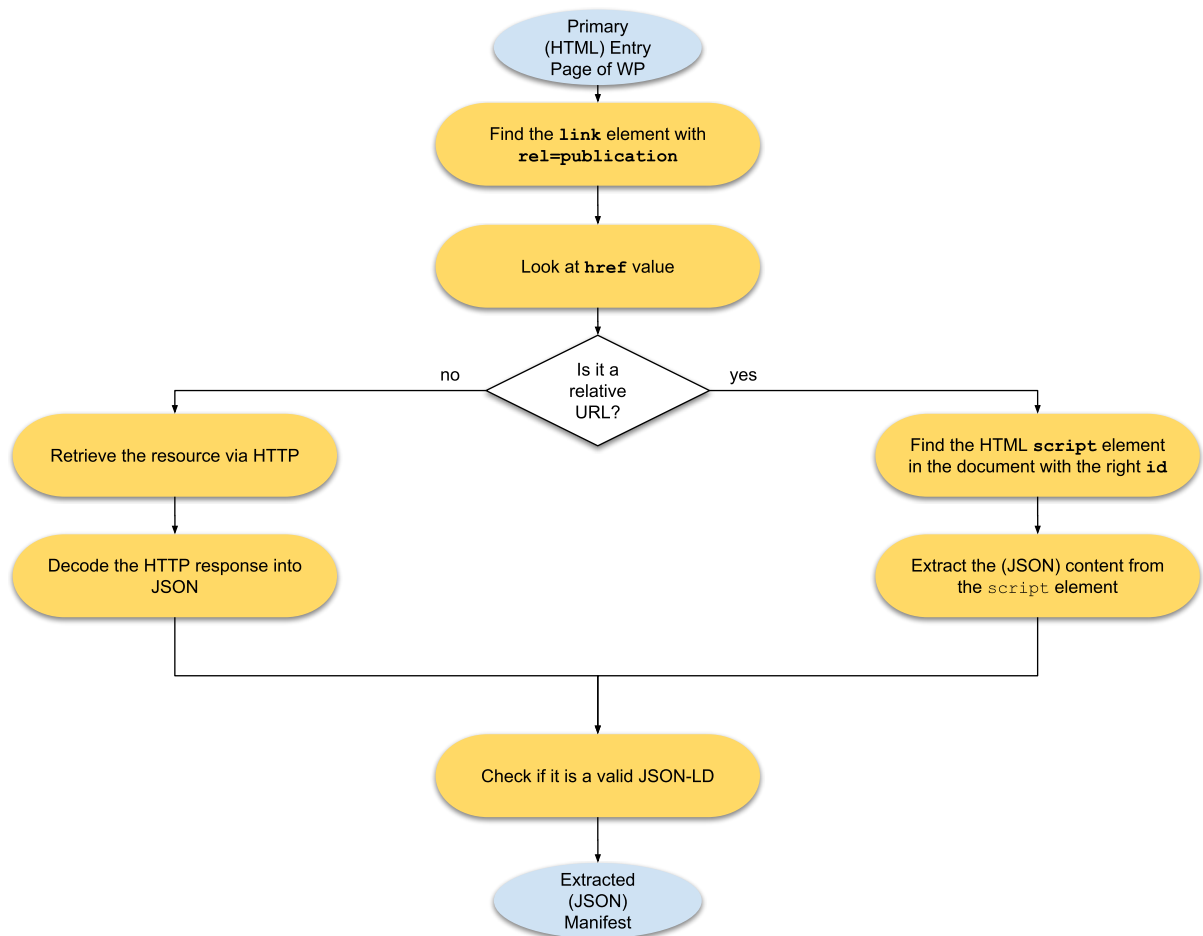 Primary
(HTML) Entry
Page of WP
Find the link element with
rel=publication
Look at href value
Is it a
relative
URL?
no
yes
Retrieve the resource via HTTP
Find the HTML script element
in the document with the right id
Decode the HTTP response into
JSON
Extract the (JSON) content from
the script element
Check if it is a valid JSON-LD
Extracted
(JSON)
Manifest